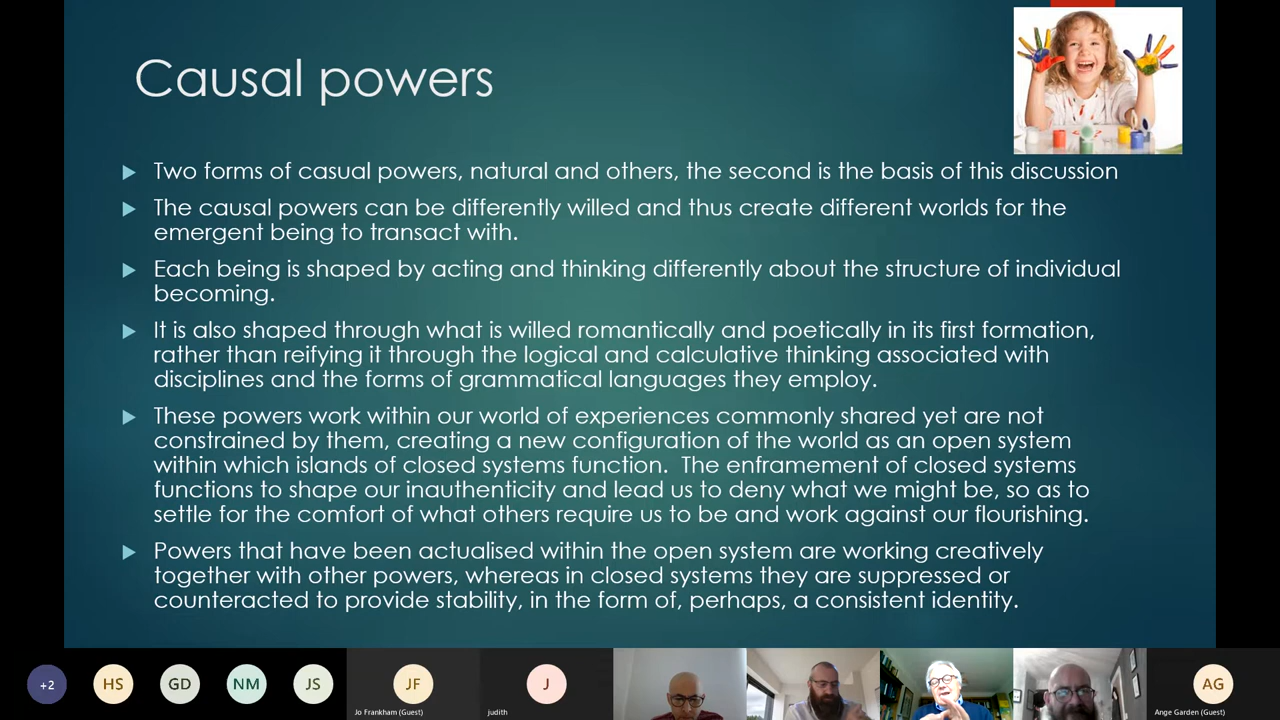 Causal powers
Two forms of casual powers, natural and others, the second is the basis of this discussion
The causal powers can be differently willed and thus create different worlds for the
emergent being to transact with.
Each being is shaped by acting and thinking differently about the structure of individual
becoming.
It is also shaped through what is willed romantically and poetically in its first formation,
rather than reifying it through the logical and calculative thinking associated with
disciplines and the forms of grammatical languages they employ.
These powers work within our world of experiences commonly shared yet are not
constrained by them, creating a new configuration of the world as an open system
within which islands of closed systems function.  The enframement of closed systems
functions to shape our inauthenticity and lead us to deny what we might be, so as to
settle for the comfort of what others require us to be and work against our flourishing.
Powers that have been actualised within the open system are working creatively
together with other powers, whereas in closed systems they are suppressed or
counteracted to provide stability, in the form of, perhaps, a consistent identity.
+2 HS GD NM JS JF J AG
Jo Frankham (Guest) judith Ange Garden (Guest)